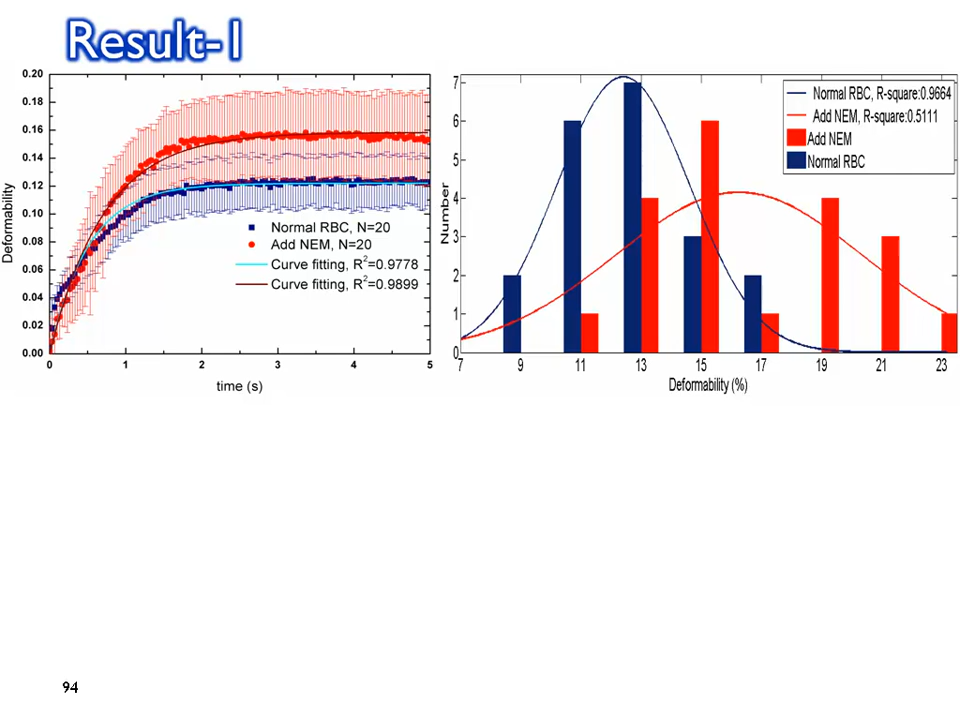 Result-1
0.20
0.18
0.16
0.14
0.12
0.10
0.08
0.06
0.04
0.02
0.00
Deformability
Normal RBC, N=20
Add NEM, N=20
Curve fitting, R²=0.9778
Curve fitting, R²=0.9899
0 1 2 3 4 5
time (s)
7
6
5
4
3
2
1
0
Number
Normal RBC, R-square:0.9664
Add NEM, R-square:0.5111
Add NEM
Normal RBC
7 9 11 13 15 17 19 21 23
Deformability (%)
94